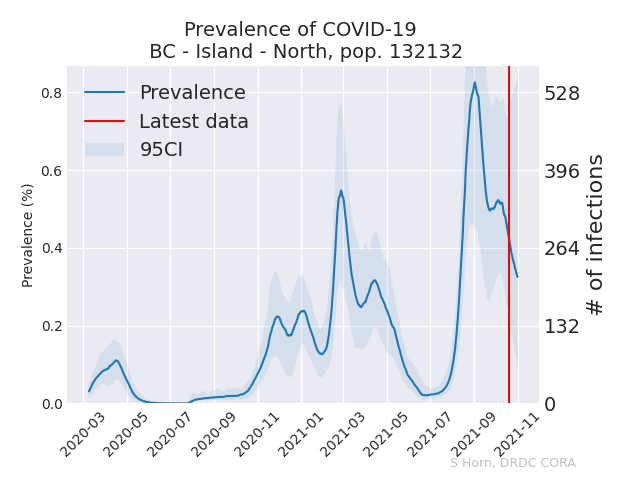 Prevalence of COVID-19
BC - Island - North, pop. 132132
Prevalence
Latest data
95CI
Prevalence (%)
0.8
0.6
0.4
0.2
0.0
528
396
264
132
0
# of infections
2020-03
2020-05
2020-07
2020-09
2020-11
2021-01
2021-03
2021-05
2021-07
2021-09
2021-11
S Horn, DRDC CORA